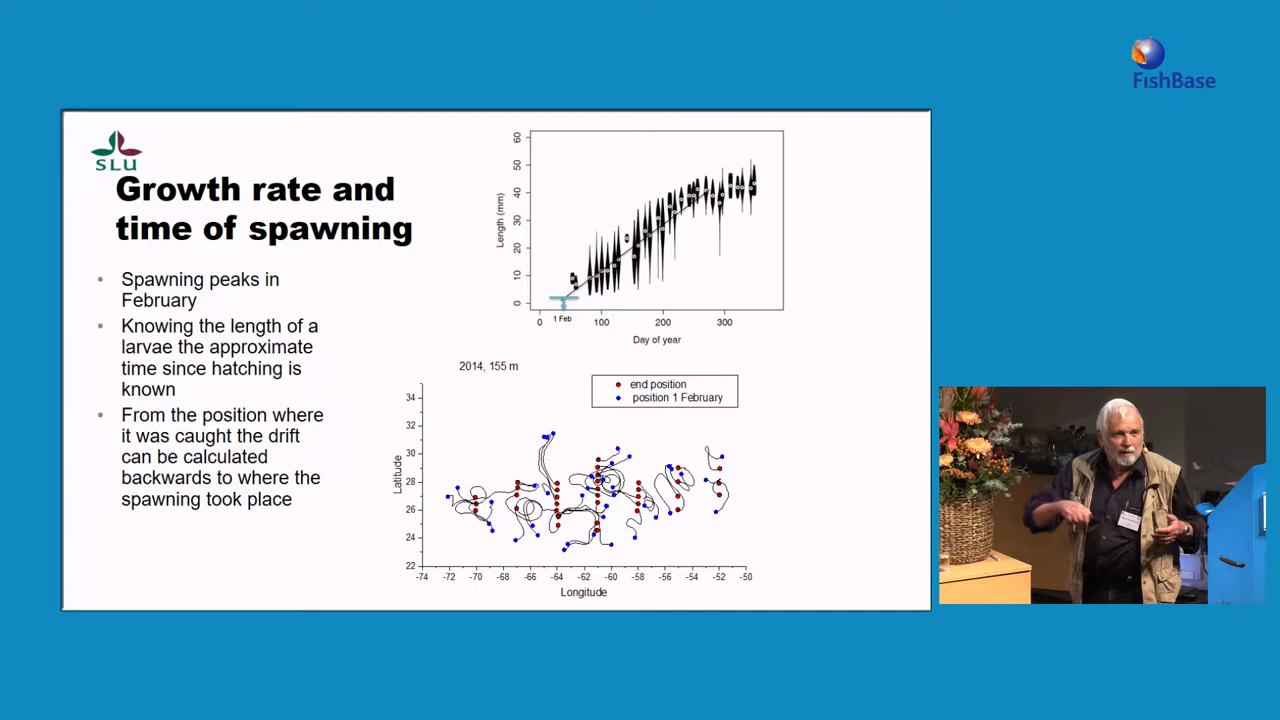 FishBase
SLU
Growth rate and
time of spawning
• Spawning peaks in
February
• Knowing the length of a
larvae the approximate
time since hatching is
known
• From the position where
it was caught the drift
can be calculated
backwards to where the
spawning took place
60
50
40
30
20
10
0
Length (mm)
0 100 200 300
1 Feb
Day of year
2014, 155 m
end position
position 1 February
34
32
30
28
26
24
22
Latitude
-74 -72 -70 -68 -66 -64 -62 -60 -58 -56 -54 -52 -50
Longitude